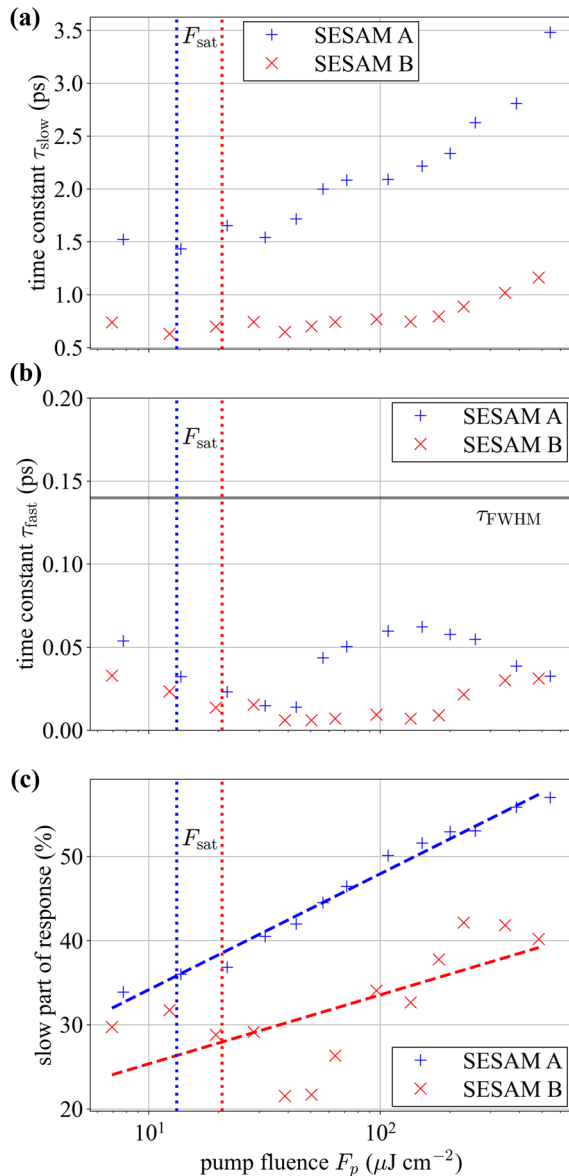 (a)
time constant τslow (ps)
3.5
3.0
2.5
2.0
1.5
1.0
0.5
Fsat
SESAM A
SESAM B
(b)
time constant τfast (ps)
0.20
0.15
0.10
0.05
0.00
Fsat
SESAM A
SESAM B
τFWHM
(c)
slow part of response (%)
50
40
30
20
Fsat
SESAM A
SESAM B
10¹ 10²
pump fluence Fp (μJ cm⁻²)